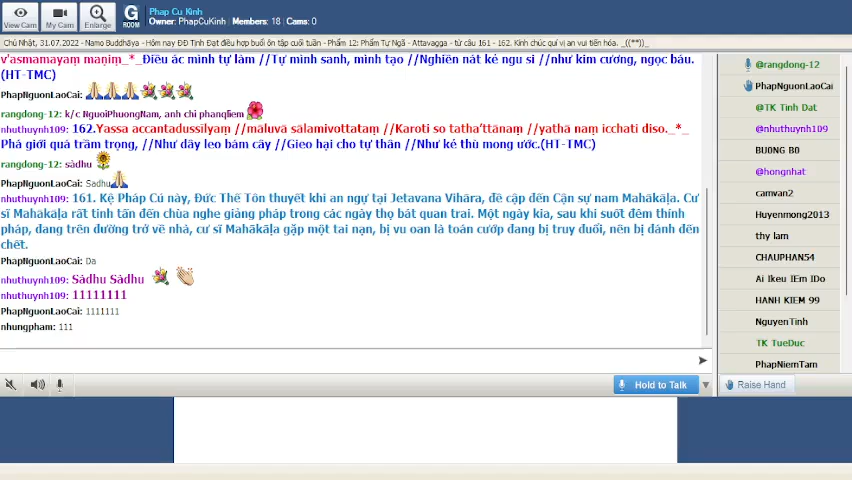 Phap Cu Kinh
Owner: PhapCuKinh | Members: 18 | Cams: 0
View Cam
My Cam
Enlarge
G
ROOM
Chủ Nhật, 31.07.2022 - Namo Buddhāya - Hôm nay ĐĐ Tịnh Đạt điều hợp buổi ôn tập cuối tuần - Phẩm 12: Phẩm Tự Ngã - Attavagga - từ câu 161 - 162. Kính chúc quí vị an vui tiến hóa. _((**))_
v'asmamayaṃ maṇiṃ_*_Điều ác mình tự làm //Tự mình sanh, mình tạo //Nghiền nát kẻ ngu si //như kim cương, ngọc báu.
(HT-TMC)
PhapNguonLaoCai:
rangdong-12: k/c NguoiPhuongNam, anh chi phanqliem
nhuthuynh109: 162.Yassa accantadussīlyaṃ //māluvā sālamivottataṃ //Karoti so tatha'ttānaṃ //yathā naṃ icchati diso._*_
Phá giới quá trầm trọng, //Như dây leo bám cây //Gieo hại cho tự thân //Như kẻ thù mong ước.(HT-TMC)
rangdong-12: sàdhu
PhapNguonLaoCai: Sadhu
nhuthuynh109: 161. Kệ Pháp Cú này, Đức Thế Tôn thuyết khi an ngự tại Jetavana Vihāra, đề cập đến Cận sự nam Mahākāḷa. Cư
sĩ Mahākāḷa rất tinh tấn đến chùa nghe giảng pháp trong các ngày thọ bát quan trai. Một ngày kia, sau khi suốt đêm thính
pháp, đang trên đường trở về nhà, cư sĩ Mahākāḷa gặp một tai nạn, bị vu oan là toán cướp đang bị truy đuổi, nên bị đánh đến
chết.
PhapNguonLaoCai: Da
nhuthuynh109: Sādhu Sādhu
nhuthuynh109: 11111111
PhapNguonLaoCai: 1111111
nhungpham: 111
Hold to Talk
@rangdong-12
PhapNguonLaoCai
@TK Tinh Dat
@nhuthuynh109
BU0NG B0
@hongnhat
camvan2
Huyenmong2013
thy lam
CHAUPHAN54
Ai Ikeu IEm IDo
HANH KIEM 99
NguyenTinh
TK TueDuc
PhapNiemTam
Raise Hand